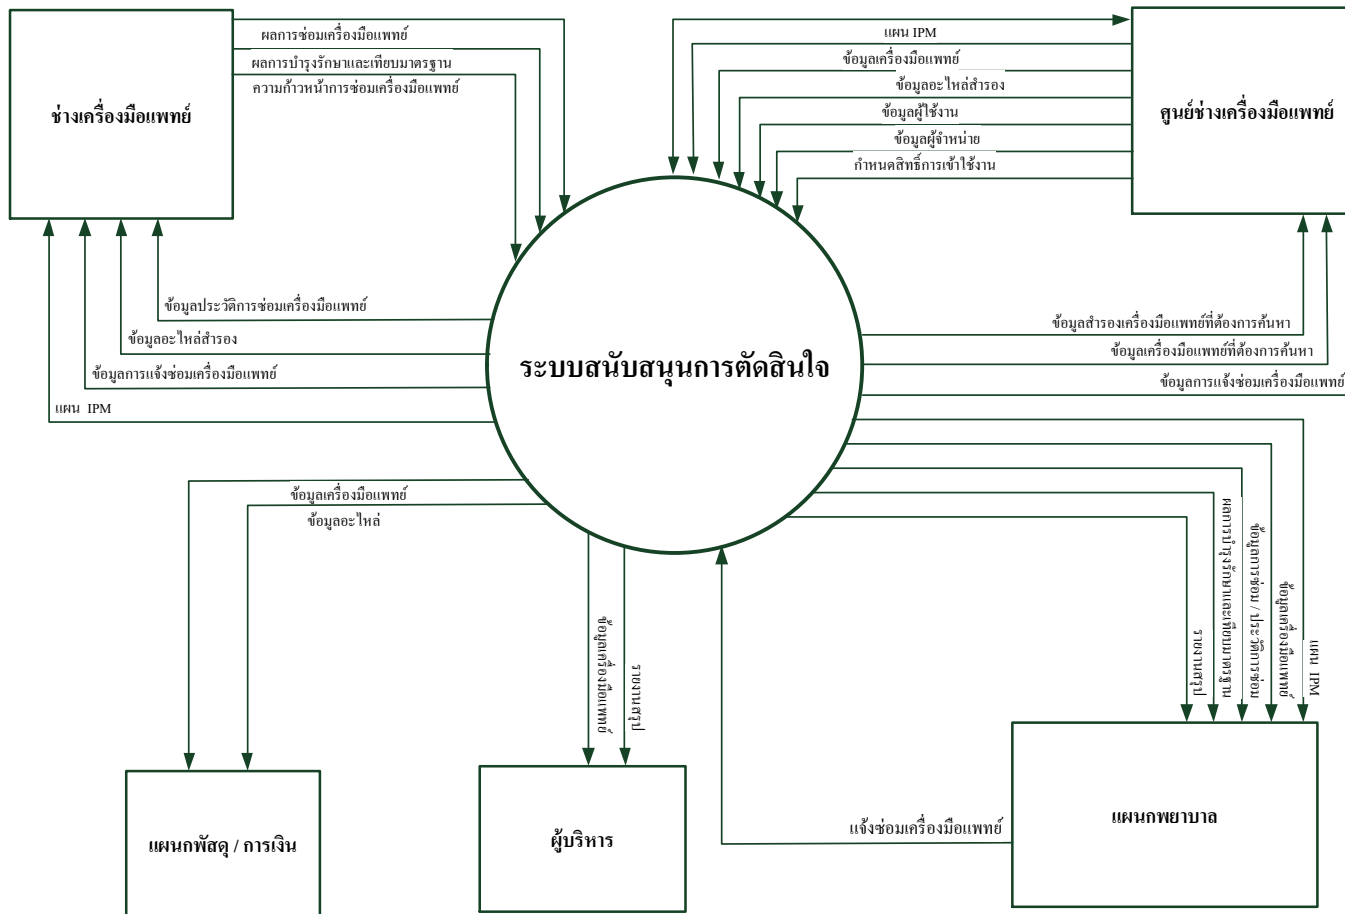 ผลการซ่อมเครื่องมือแพทย์
ผลการบำรุงรักษาและเทียบมาตรฐาน
ความก้าวหน้าการซ่อมเครื่องมือแพทย์
ช่างเครื่องมือแพทย์
แผน IPM
ข้อมูลเครื่องมือแพทย์
ข้อมูลอะไหล่สำรอง
ข้อมูลผู้ใช้งาน
ข้อมูลผู้จำหน่าย
กำหนดสิทธิ์การเข้าใช้งาน
ศูนย์ช่างเครื่องมือแพทย์
ข้อมูลประวัติการซ่อมเครื่องมือแพทย์
ข้อมูลอะไหล่สำรอง
ข้อมูลการแจ้งซ่อมเครื่องมือแพทย์
แผน IPM
ระบบสนับสนุนการตัดสินใจ
ข้อมูลสำรองเครื่องมือแพทย์ที่ต้องการค้นหา
ข้อมูลเครื่องมือแพทย์ที่ต้องการค้นหา
ข้อมูลการแจ้งซ่อมเครื่องมือแพทย์
ข้อมูลเครื่องมือแพทย์
ข้อมูลอะไหล่
ข้อมูลเครื่องมือแพทย์
รายงานสรุป
รายงานสรุป
ผลการบำรุงรักษาและเทียบมาตรฐาน
ข้อมูลการซ่อม / ประวัติการซ่อม
ข้อมูลเครื่องมือแพทย์
แผน IPM
แจ้งซ่อมเครื่องมือแพทย์
แผนกพัสดุ / การเงิน
ผู้บริหาร
แผนกพยาบาล